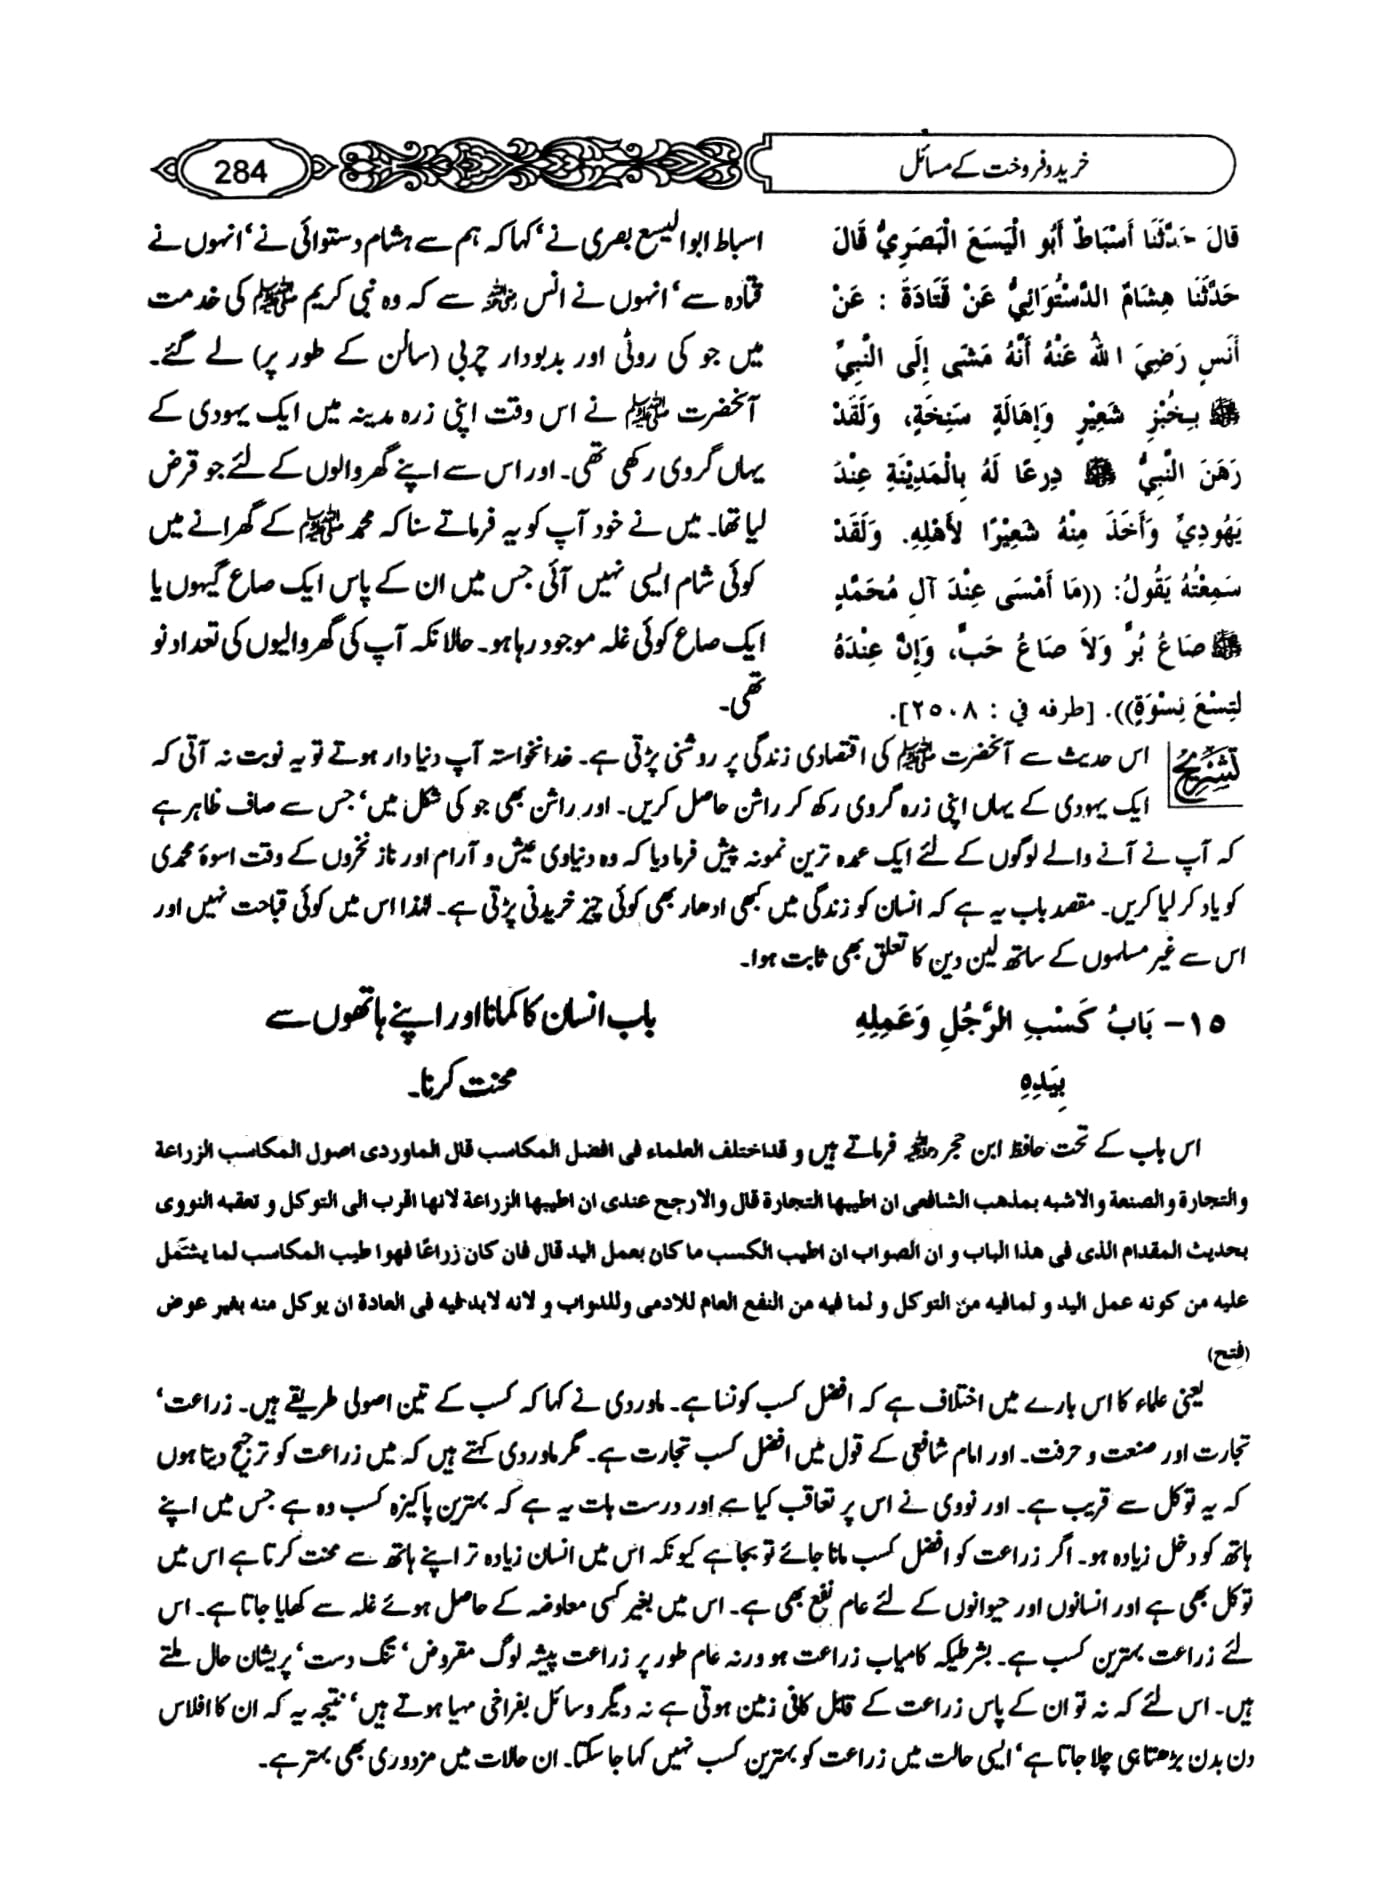 خرید و فروخت کے مسائل
284
قَالَ حَدَّثَنَا أَسْبَاطٌ أَبُو الْيَسَعَ الْبَصَرِيُّ قَالَ
حَدَّثَنَا هِشَامٌ الدَّسْتُوَائِيُّ عَنْ قَتَادَةَ : عَنْ
أَنَسٍ رَضِيَ اللهُ عَنْهُ أَنَّهُ مَشَى إِلَى النَّبِيِّ
ﷺ بِخُبْزِ شَعِيْرٍ وَإِهَالَةٍ سَنِخَةٍ، وَلَقَدْ
رَهَنَ النَّبِيُّ ﷺ دِرعًا لَهُ بِالْمَدِيْنَةِ عِنْدَ
يَهُودِيٍّ وَأَخَذَ مِنْهُ شَعِيْرًا لأَهْلِهِ. وَلَقَدْ
سَمِعْتُهُ يَقُولُ: ((مَا أَمْسَى عِنْدَ آلِ مُحَمَّدٍ
ﷺ صَاعُ بُرٍّ وَلاَ صَاعُ حَبٍّ، وَإِنَّ عِنْدَهُ
لَتِسْعَ نِسْوَةٍ)). [طرفه في : ٢٥٠٨].
اسباط ابوالیسع بصری نے‘ کہا کہ ہم سے ہشام دستوائی نے‘ انہوں نے
قتادہ سے‘ انہوں نے انس رضی اللہ عنہ سے کہ وہ نبی کریم ﷺ کی خدمت
میں جو کی روٹی اور بدبودار چربی (سالن کے طور پر) لے گئے۔
آنحضرت ﷺ نے اس وقت اپنی زرہ مدینہ میں ایک یہودی کے
یہاں گروی رکھی تھی۔ اور اس سے اپنے گھر والوں کے لئے جو قرض
لیا تھا۔ میں نے خود آپ کو یہ فرماتے سنا کہ محمد ﷺ کے گھرانے میں
کوئی شام ایسی نہیں آئی جس میں ان کے پاس ایک صاع گیہوں یا
ایک صاع کوئی غلہ موجود رہا ہو۔ حالانکہ آپ کی گھر والیوں کی تعداد نو
تھی۔
تشریح اس حدیث سے آنحضرت ﷺ کی اقتصادی زندگی پر روشنی پڑتی ہے۔ خدانخواستہ آپ دنیا دار ہوتے تو یہ نوبت نہ آتی کہ
ایک یہودی کے یہاں اپنی زرہ گروی رکھ کر راشن حاصل کریں۔ اور راشن بھی جو کی شکل میں‘ جس سے صاف ظاہر ہے
کہ آپ نے آنے والے لوگوں کے لئے ایک عمدہ ترین نمونہ پیش فرما دیا کہ وہ دنیاوی عیش و آرام اور ناز نخروں کے وقت اسوۂ محمدی
کو یاد کر لیا کریں۔ مقصد باب یہ ہے کہ انسان کو زندگی میں کبھی ادھار بھی کوئی چیز خریدنی پڑتی ہے۔ لہٰذا اس میں کوئی قباحت نہیں اور
اس سے غیر مسلموں کے ساتھ لین دین کا تعلق بھی ثابت ہوا۔
١٥- بَابُ كَسْبِ الرَّجُلِ وَعَمَلِهِ
بِيَدِهِ
باب انسان کا کمانا اور اپنے ہاتھوں سے
محنت کرنا۔
اس باب کے تحت حافظ ابن حجر رحمہ اللہ فرماتے ہیں و قداختلف العلماء فی افضل المکاسب قال الماوردی اصول المکاسب الزراعة
والتجارة والصنعة والاشبه بمذهب الشافعی ان اطیبها التجارة قال والارجح عندی ان اطیبها الزراعة لانها اقرب الی التوکل و تعقبه النووی
بحدیث المقدام الذی فی هذا الباب و ان الصواب ان اطیب الکسب ما کان بعمل الید قال فان کان زراعًا فهوا طیب المکاسب لما یشتمل
علیه من کونه عمل الید و لمافیه من التوکل و لما فیه من النفع العام للادمی وللدواب و لانه لابدفیه فی العادة ان یوکل منه بغیر عوض
(فتح)
یعنی علماء کا اس بارے میں اختلاف ہے کہ افضل کسب کونسا ہے۔ ماوردی نے کہا کہ کسب کے تین اصولی طریقے ہیں۔ زراعت‘
تجارت اور صنعت و حرفت۔ اور امام شافعی کے قول میں افضل کسب تجارت ہے۔ مگر ماوردی کہتے ہیں کہ میں زراعت کو ترجیح دیتا ہوں
کہ یہ توکل سے قریب ہے۔ اور نووی نے اس پر تعاقب کیا ہے اور درست بات یہ ہے کہ بہترین پاکیزہ کسب وہ ہے جس میں اپنے
ہاتھ کو دخل زیادہ ہو۔ اگر زراعت کو افضل کسب مانا جائے تو بجا ہے کیونکہ اس میں انسان زیادہ تر اپنے ہاتھ سے محنت کرتا ہے اس میں
توکل بھی ہے اور انسانوں اور حیوانوں کے لئے عام نفع بھی ہے۔ اس میں بغیر کسی معاوضہ کے حاصل ہوئے غلہ سے کھایا جاتا ہے۔ اس
لئے زراعت بہترین کسب ہے۔ بشرطیکہ کامیاب زراعت ہو ورنہ عام طور پر زراعت پیشہ لوگ مقروض‘ تنگ دست‘ پریشان حال ملتے
ہیں۔ اس لئے کہ نہ تو ان کے پاس زراعت کے قابل کافی زمین ہوتی ہے نہ دیگر وسائل بفراخی مہیا ہوتے ہیں‘ نتیجہ یہ کہ ان کا افلاس
دن بدن بڑھتا ہی چلا جاتا ہے‘ ایسی حالت میں زراعت کو بہترین کسب نہیں کہا جا سکتا۔ ان حالات میں مزدوری بھی بہتر ہے۔